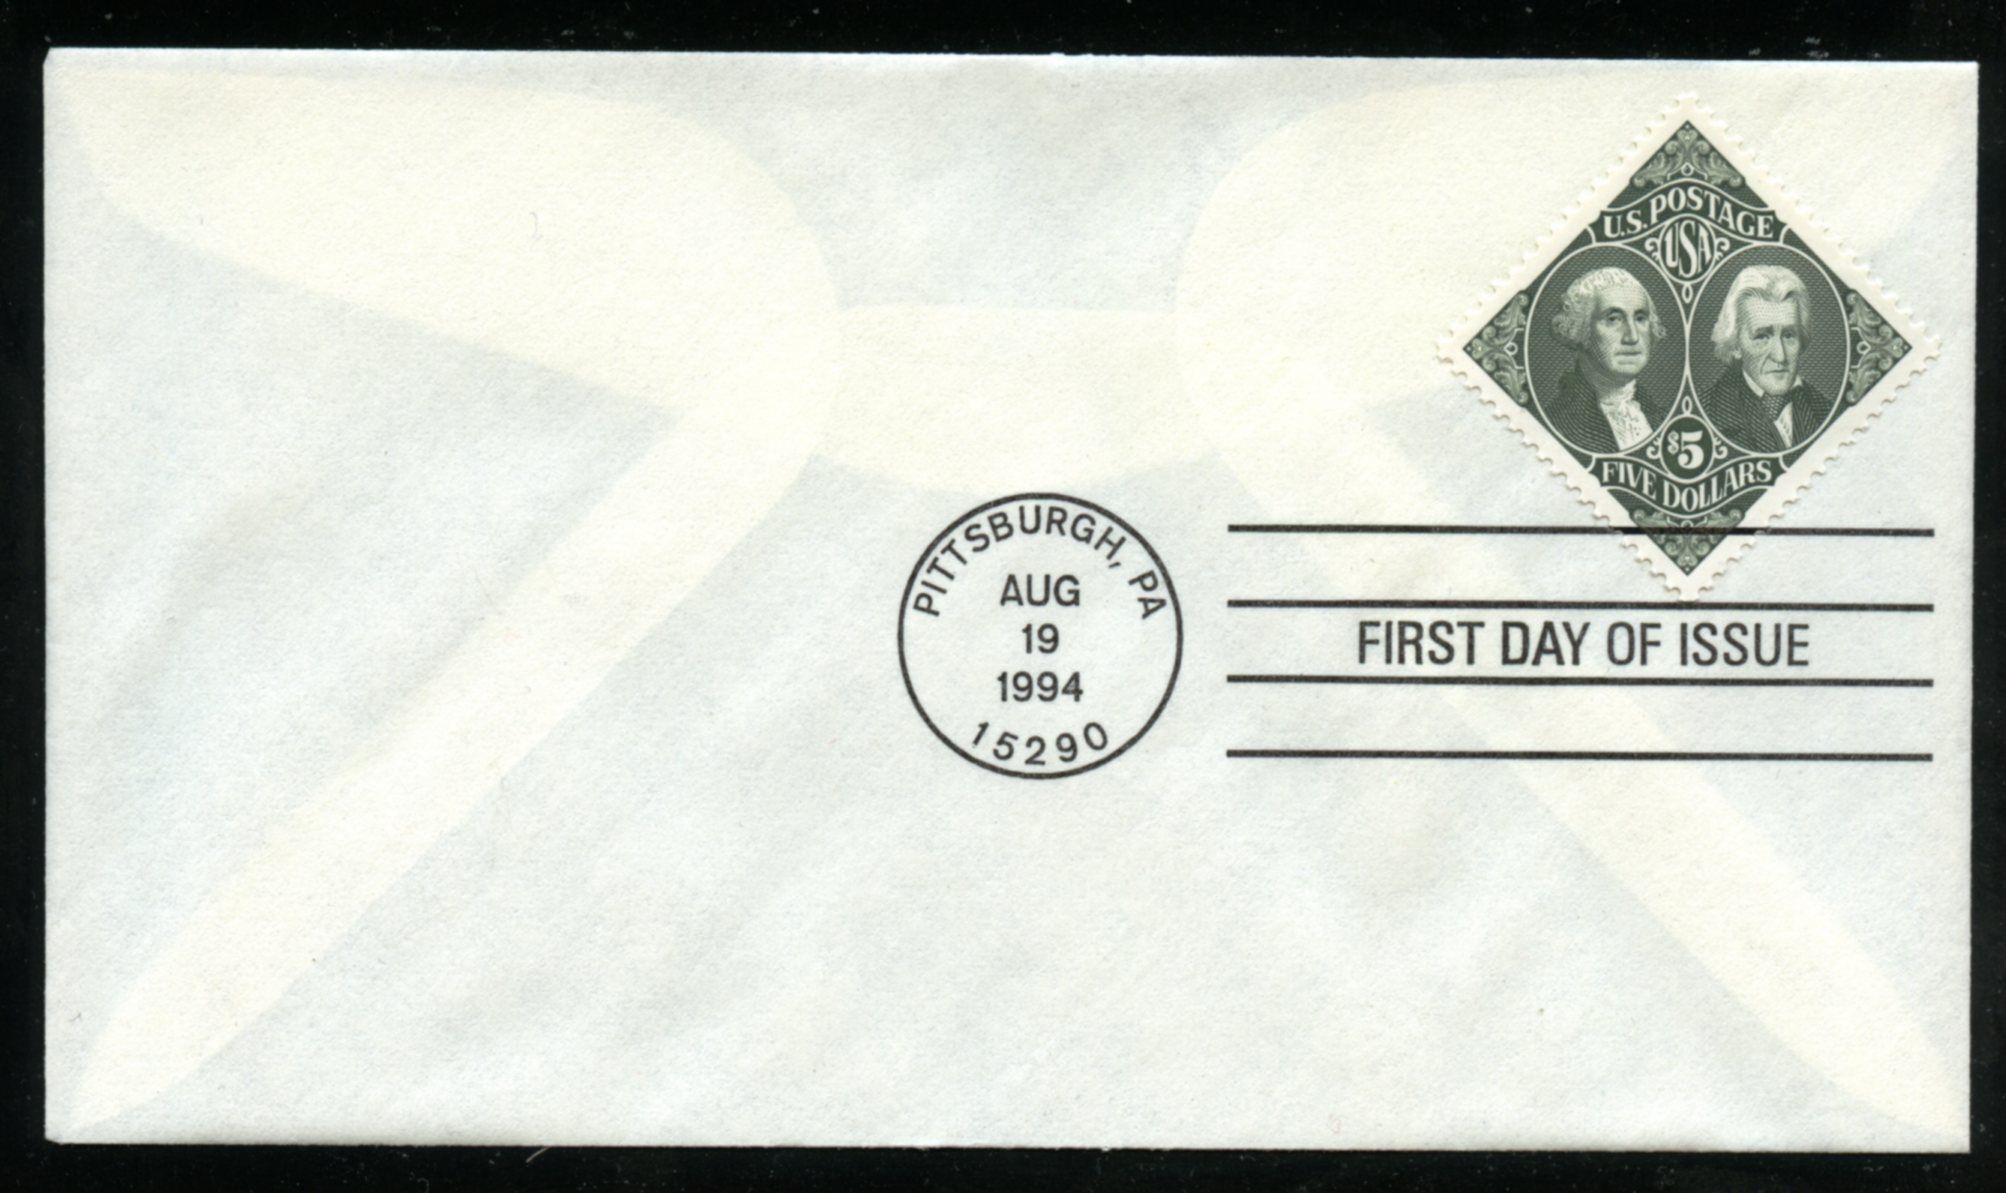 U.S. POSTAGE
USA
$5
FIVE DOLLARS
PITTSBURGH, PA
AUG
19
1994
15290
FIRST DAY OF ISSUE